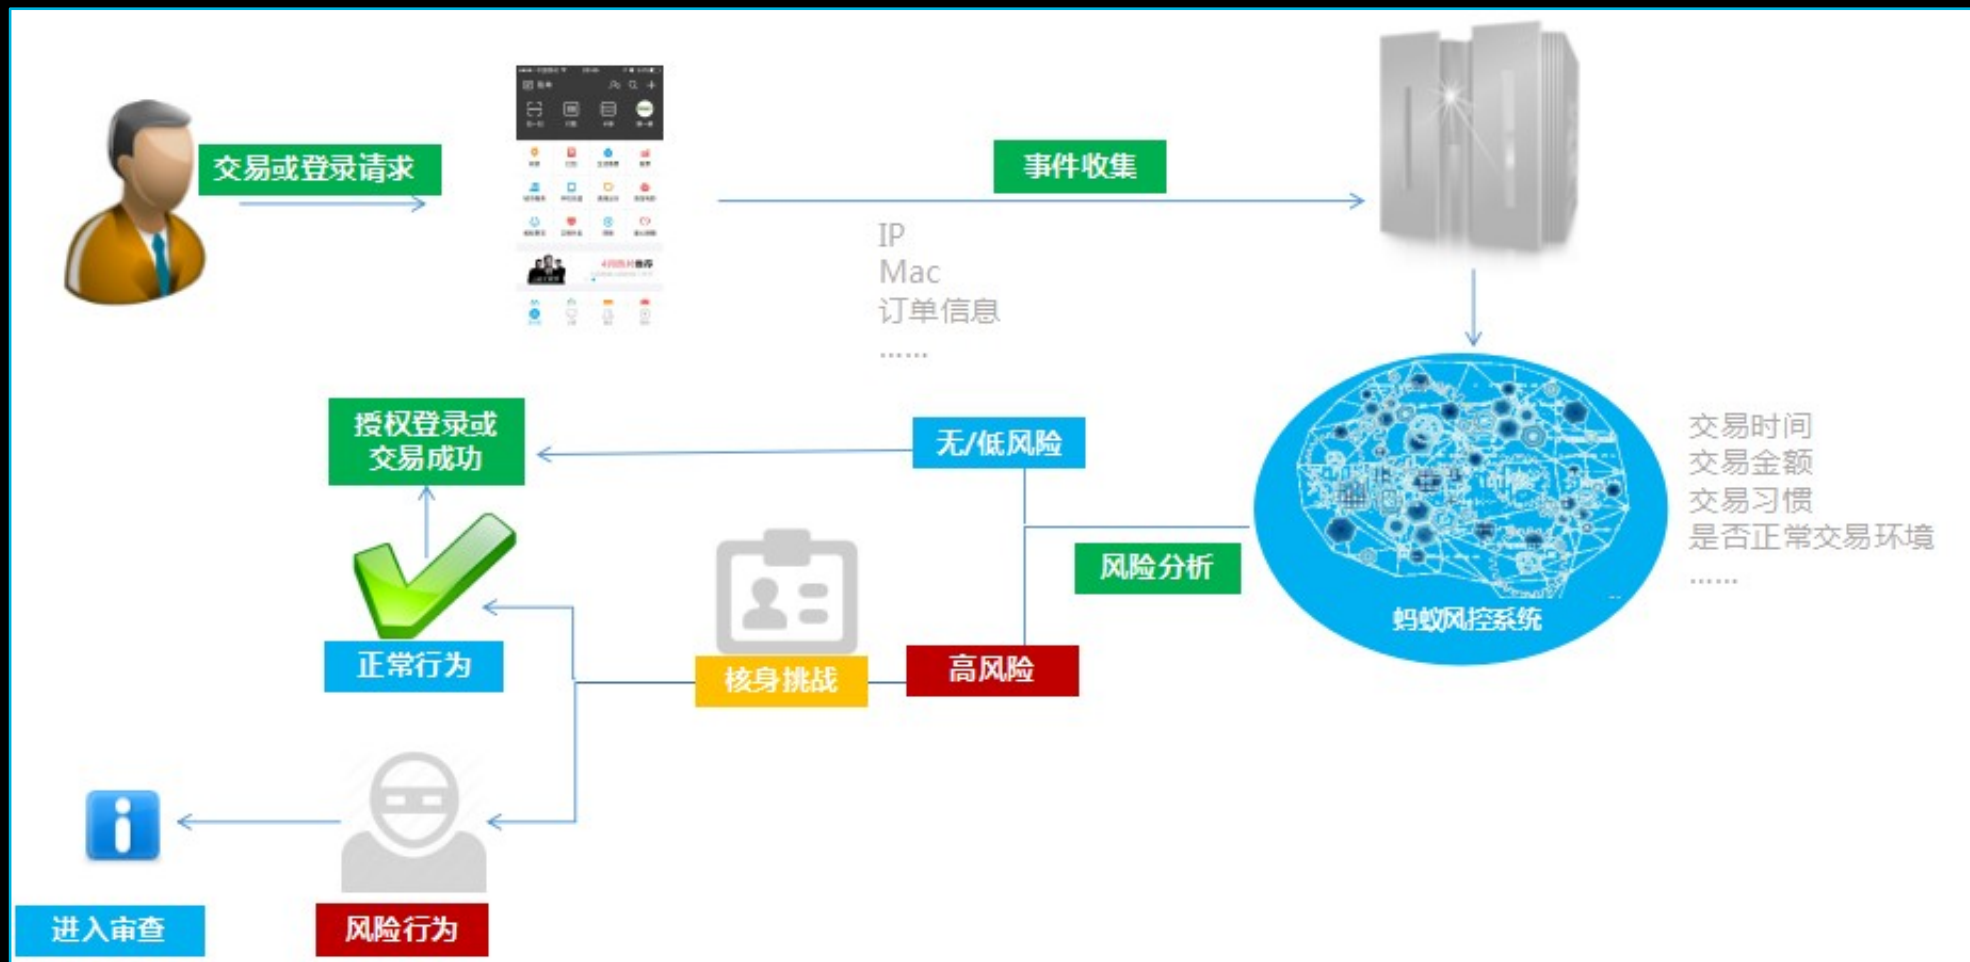 交易或登录请求
事件收集
IP
Mac
订单信息
......
交易时间
交易金额
交易习惯
是否正常交易环境
......
蚂蚁风控系统
风险分析
无/低风险
授权登录或
交易成功
高风险
核身挑战
正常行为
风险行为
进入审查